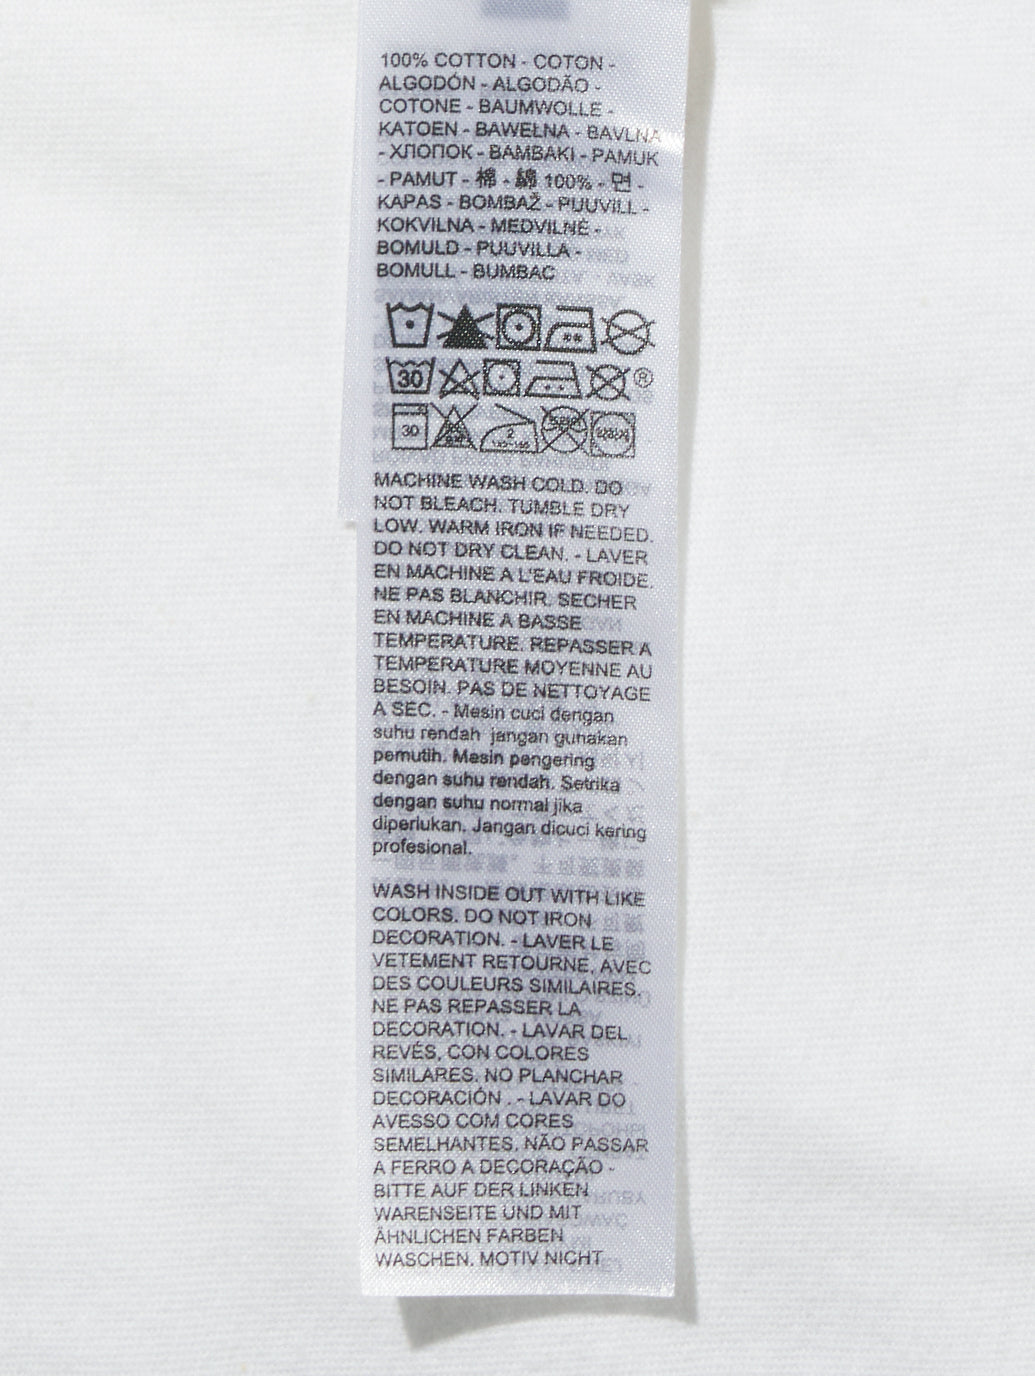 100% COTTON - COTON -
ALGODÓN - ALGODÃO -
COTONE - BAUMWOLLE -
KATOEN - BAWEŁNA - BAVLNA
- ХЛОПОК - BAMBAKI - PAMUK
- PAMUT - 棉 - 綿 100% - 면 -
KAPAS - BOMBAŽ - PUUVILL -
KOKVILNA - MEDVILNĖ -
BOMULD - PUUVILLA -
BOMULL - BUMBAC
30 ®
30 2
MACHINE WASH COLD. DO
NOT BLEACH. TUMBLE DRY
LOW. WARM IRON IF NEEDED.
DO NOT DRY CLEAN. - LAVER
EN MACHINE A L'EAU FROIDE.
NE PAS BLANCHIR. SECHER
EN MACHINE A BASSE
TEMPERATURE. REPASSER A
TEMPERATURE MOYENNE AU
BESOIN. PAS DE NETTOYAGE
A SEC. - Mesin cuci dengan
suhu rendah jangan gunakan
pemutih. Mesin pengering
dengan suhu rendah. Setrika
dengan suhu normal jika
diperlukan. Jangan dicuci kering
profesional.
WASH INSIDE OUT WITH LIKE
COLORS. DO NOT IRON
DECORATION. - LAVER LE
VETEMENT RETOURNE, AVEC
DES COULEURS SIMILAIRES.
NE PAS REPASSER LA
DECORATION. - LAVAR DEL
REVÉS, CON COLORES
SIMILARES. NO PLANCHAR
DECORACIÓN . - LAVAR DO
AVESSO COM CORES
SEMELHANTES. NÃO PASSAR
A FERRO A DECORAÇÃO -
BITTE AUF DER LINKEN
WARENSEITE UND MIT
ÄHNLICHEN FARBEN
WASCHEN. MOTIV NICHT